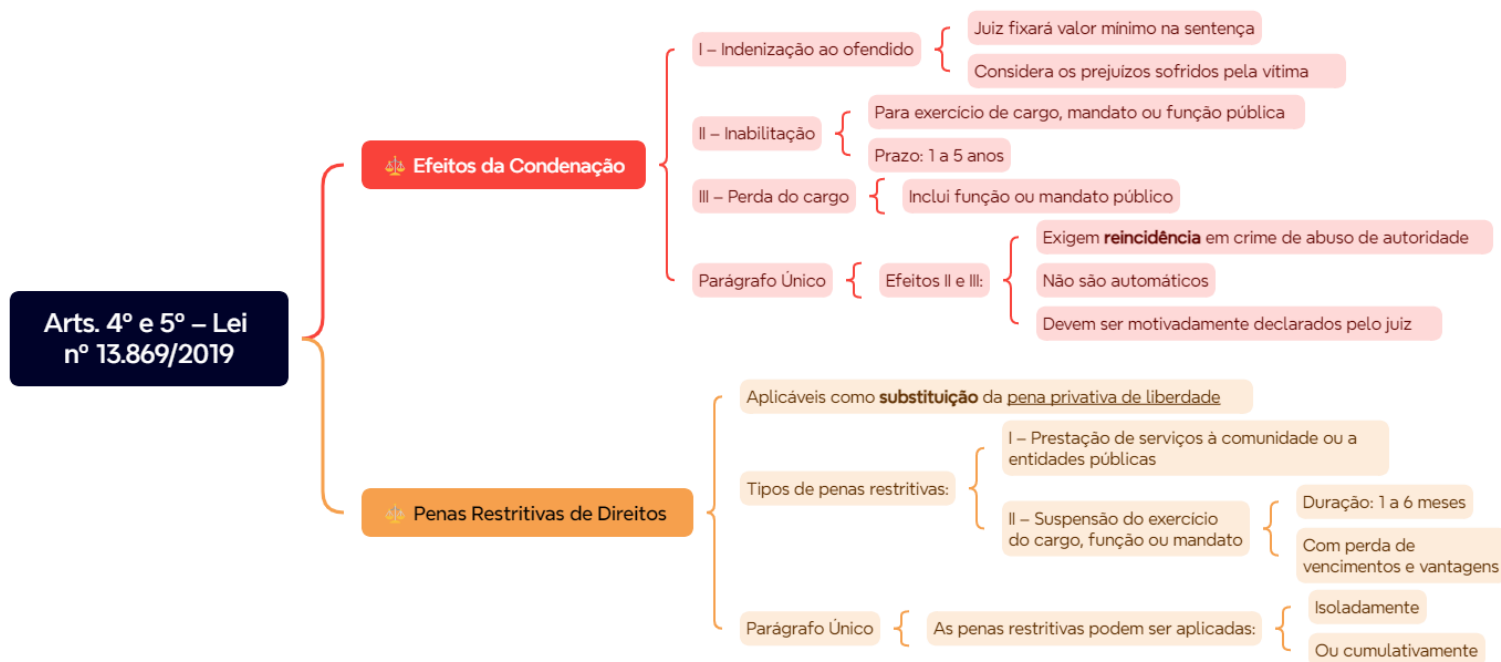 Arts. 4º e 5º – Lei
nº 13.869/2019
Efeitos da Condenação
I – Indenização ao ofendido
Juiz fixará valor mínimo na sentença
Considera os prejuízos sofridos pela vítima
II – Inabilitação
Para exercício de cargo, mandato ou função pública
Prazo: 1 a 5 anos
III – Perda do cargo
Inclui função ou mandato público
Parágrafo Único
Efeitos II e III:
Exigem reincidência em crime de abuso de autoridade
Não são automáticos
Devem ser motivadamente declarados pelo juiz
Penas Restritivas de Direitos
Aplicáveis como substituição da pena privativa de liberdade
Tipos de penas restritivas:
I – Prestação de serviços à comunidade ou a
entidades públicas
II – Suspensão do exercício
do cargo, função ou mandato
Duração: 1 a 6 meses
Com perda de
vencimentos e vantagens
Parágrafo Único
As penas restritivas podem ser aplicadas:
Isoladamente
Ou cumulativamente